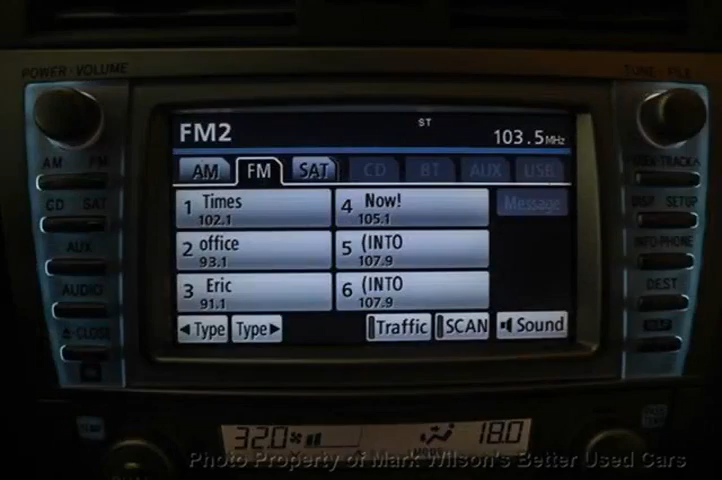 POWER · VOLUME
TUNE · FILE
FM2
ST
103.5MHz
AM FM
CD SAT
AUX
AUDIO
CLOSE
AM FM SAT CD BT AUX USB
1 Times
102.1
4 Now!
105.1
Message
2 office
93.1
5 (INTO
107.9
3 Eric
91.1
6 (INTO
107.9
◀Type Type▶ Traffic SCAN Sound
DISP SETUP
INFO·PHONE
DEST
MAP
32.0
18.0
Photo Property of Mark Wilson's Better Used Cars